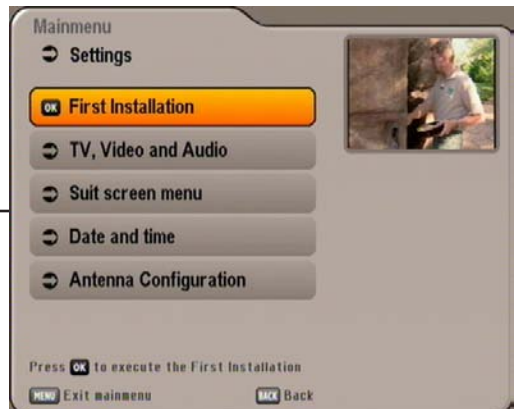 Mainmenu
Settings
OK First Installation
TV, Video and Audio
Suit screen menu
Date and time
Antenna Configuration
Press OK to execute the First Installation
MENU Exit mainmenu BACK Back